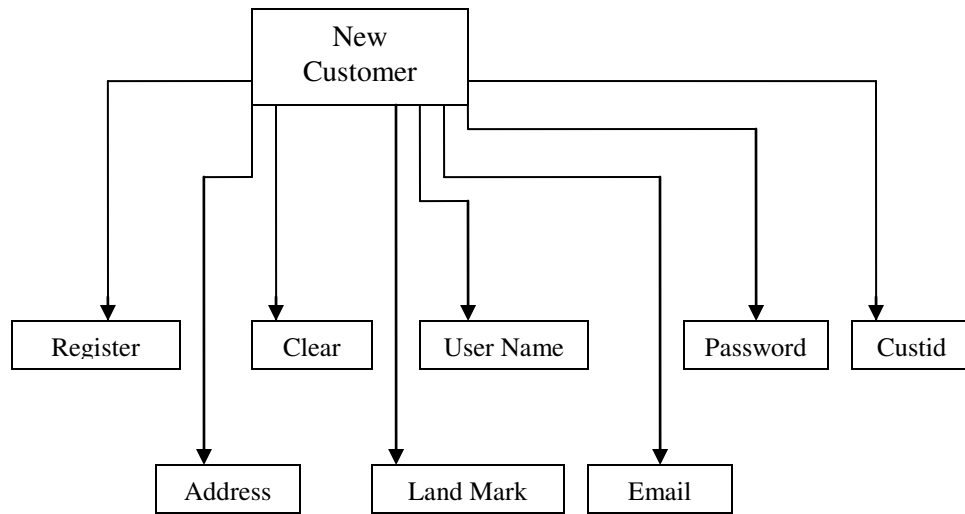 New
Customer
Register
Clear
User Name
Password
Custid
Address
Land Mark
Email